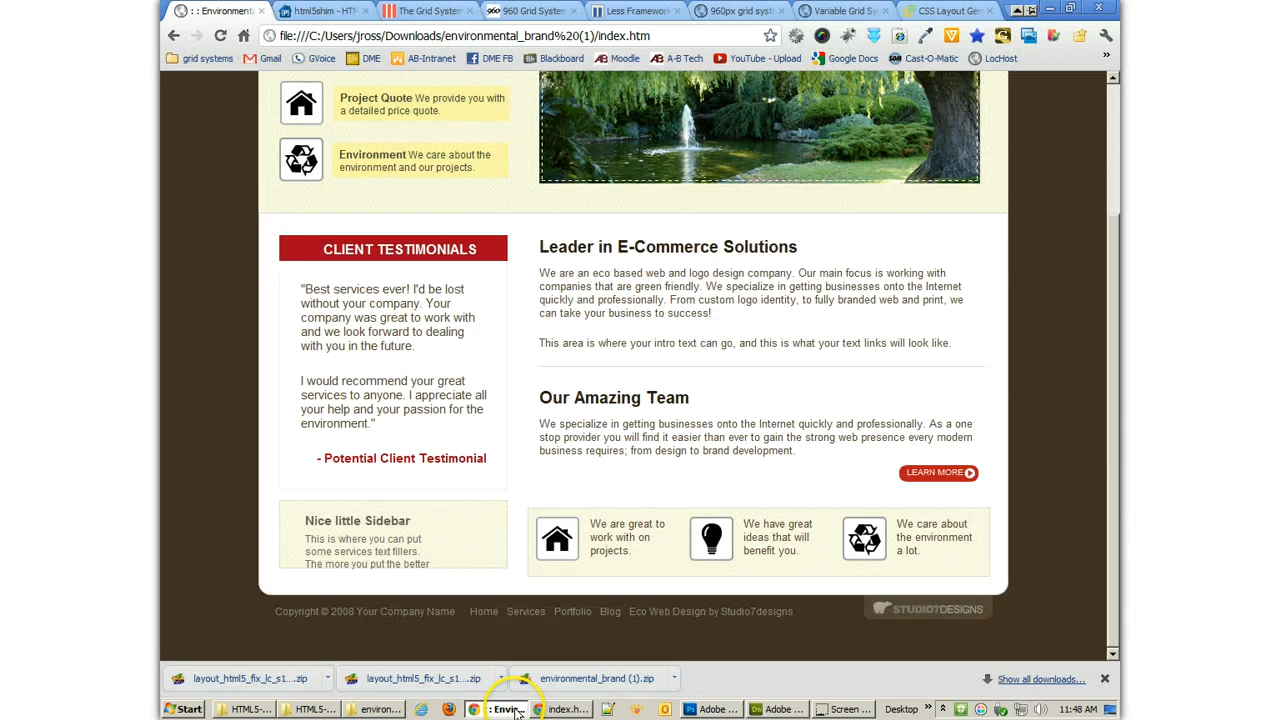 : : Environmenta
html5shim - HTM
The Grid System
960 Grid System
Less Framework
960px grid syst
Variable Grid Sy
CSS Layout Gen
file:///C:/Users/jross/Downloads/environmental_brand%20(1)/index.htm
grid systems
Gmail
GVoice
DME
AB-Intranet
DME FB
Blackboard
Moodle
A-B Tech
YouTube - Upload
Google Docs
Cast-O-Matic
LocHost
Project Quote We provide you with
a detailed price quote.
Environment We care about the
environment and our projects.
CLIENT TESTIMONIALS
"Best services ever! I'd be lost
without your company. Your
company was great to work with
and we look forward to dealing
with you in the future.
I would recommend your great
services to anyone. I appreciate all
your help and your passion for the
environment."
- Potential Client Testimonial
Nice little Sidebar
This is where you can put
some services text fillers.
The more you put the better
Leader in E-Commerce Solutions
We are an eco based web and logo design company. Our main focus is working with
companies that are green friendly. We specialize in getting businesses onto the Internet
quickly and professionally. From custom logo identity, to fully branded web and print, we
can take your business to success!
This area is where your intro text can go, and this is what your text links will look like.
Our Amazing Team
We specialize in getting businesses onto the Internet quickly and professionally. As a one
stop provider you will find it easier than ever to gain the strong web presence every modern
business requires; from design to brand development.
LEARN MORE
We are great to
work with on
projects.
We have great
ideas that will
benefit you.
We care about
the environment
a lot.
Copyright © 2008 Your Company Name Home Services Portfolio Blog Eco Web Design by Studio7designs
STUDIO7DESIGNS
layout_html5_fix_lc_s1....zip
layout_html5_fix_lc_s1....zip
environmental_brand (1).zip
Show all downloads...
Start
HTML5-...
HTML5-...
environ...
: : Envir...
index.h...
Adobe ...
Adobe ...
Screen ...
Desktop
11:48 AM